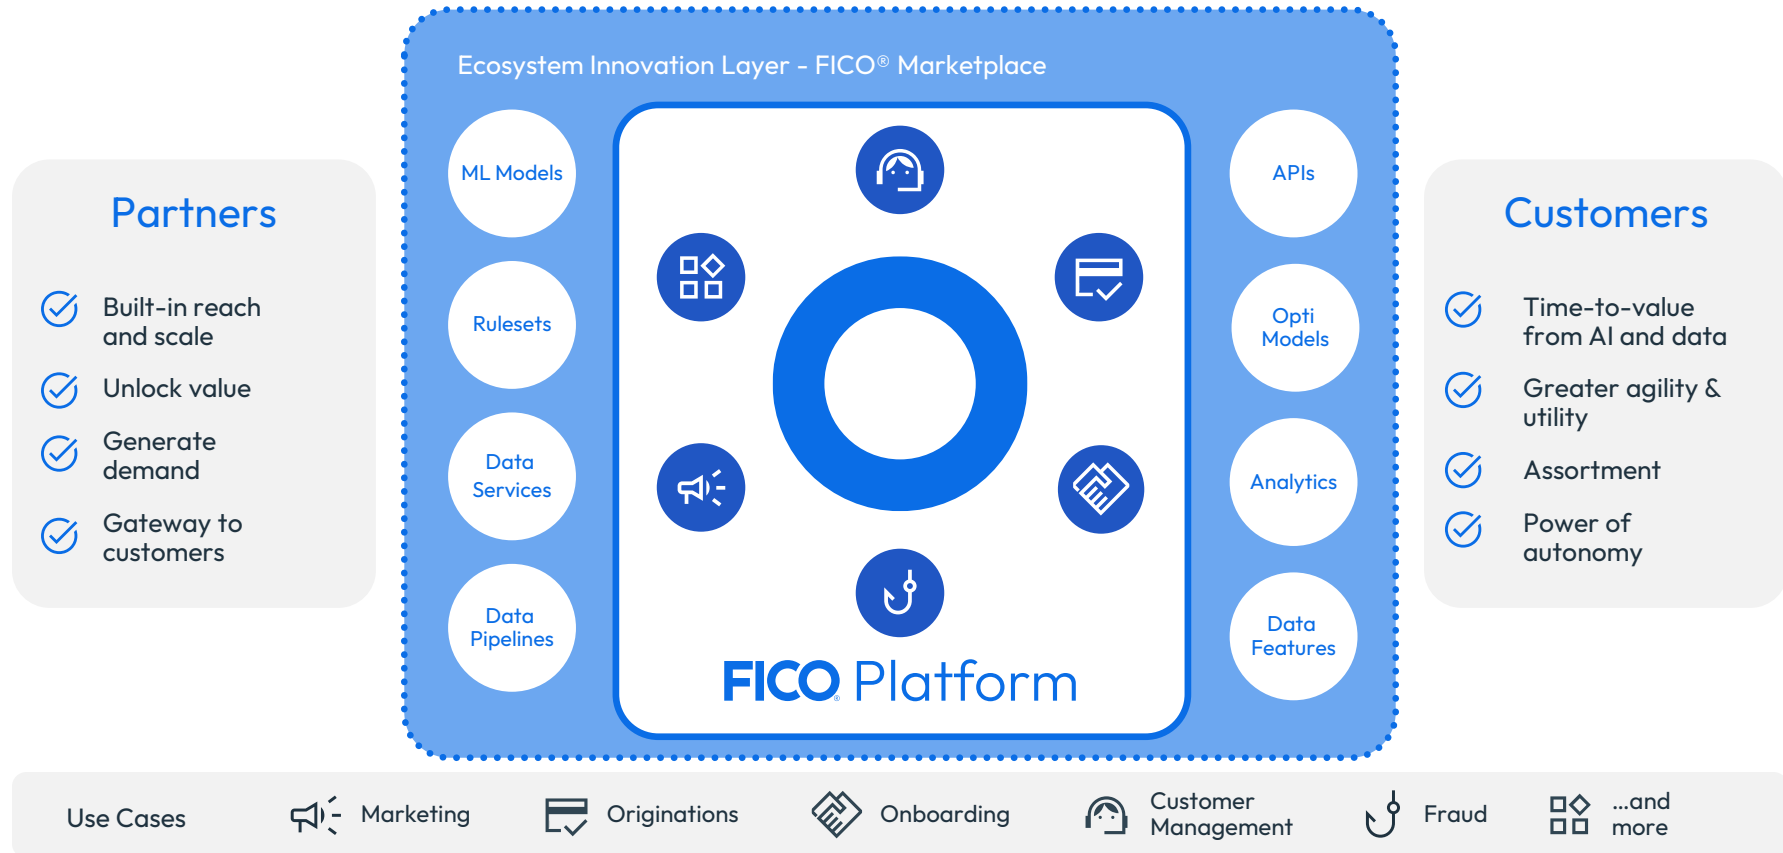 Ecosystem Innovation Layer - FICO® Marketplace
Partners
Built-in reach
and scale
Unlock value
Generate
demand
Gateway to
customers
ML Models
Rulesets
Data
Services
Data
Pipelines
FICO® Platform
APIs
Opti
Models
Analytics
Data
Features
Customers
Time-to-value
from AI and data
Greater agility &
utility
Assortment
Power of
autonomy
Use Cases
Marketing
Originations
Onboarding
Customer
Management
Fraud
...and
more